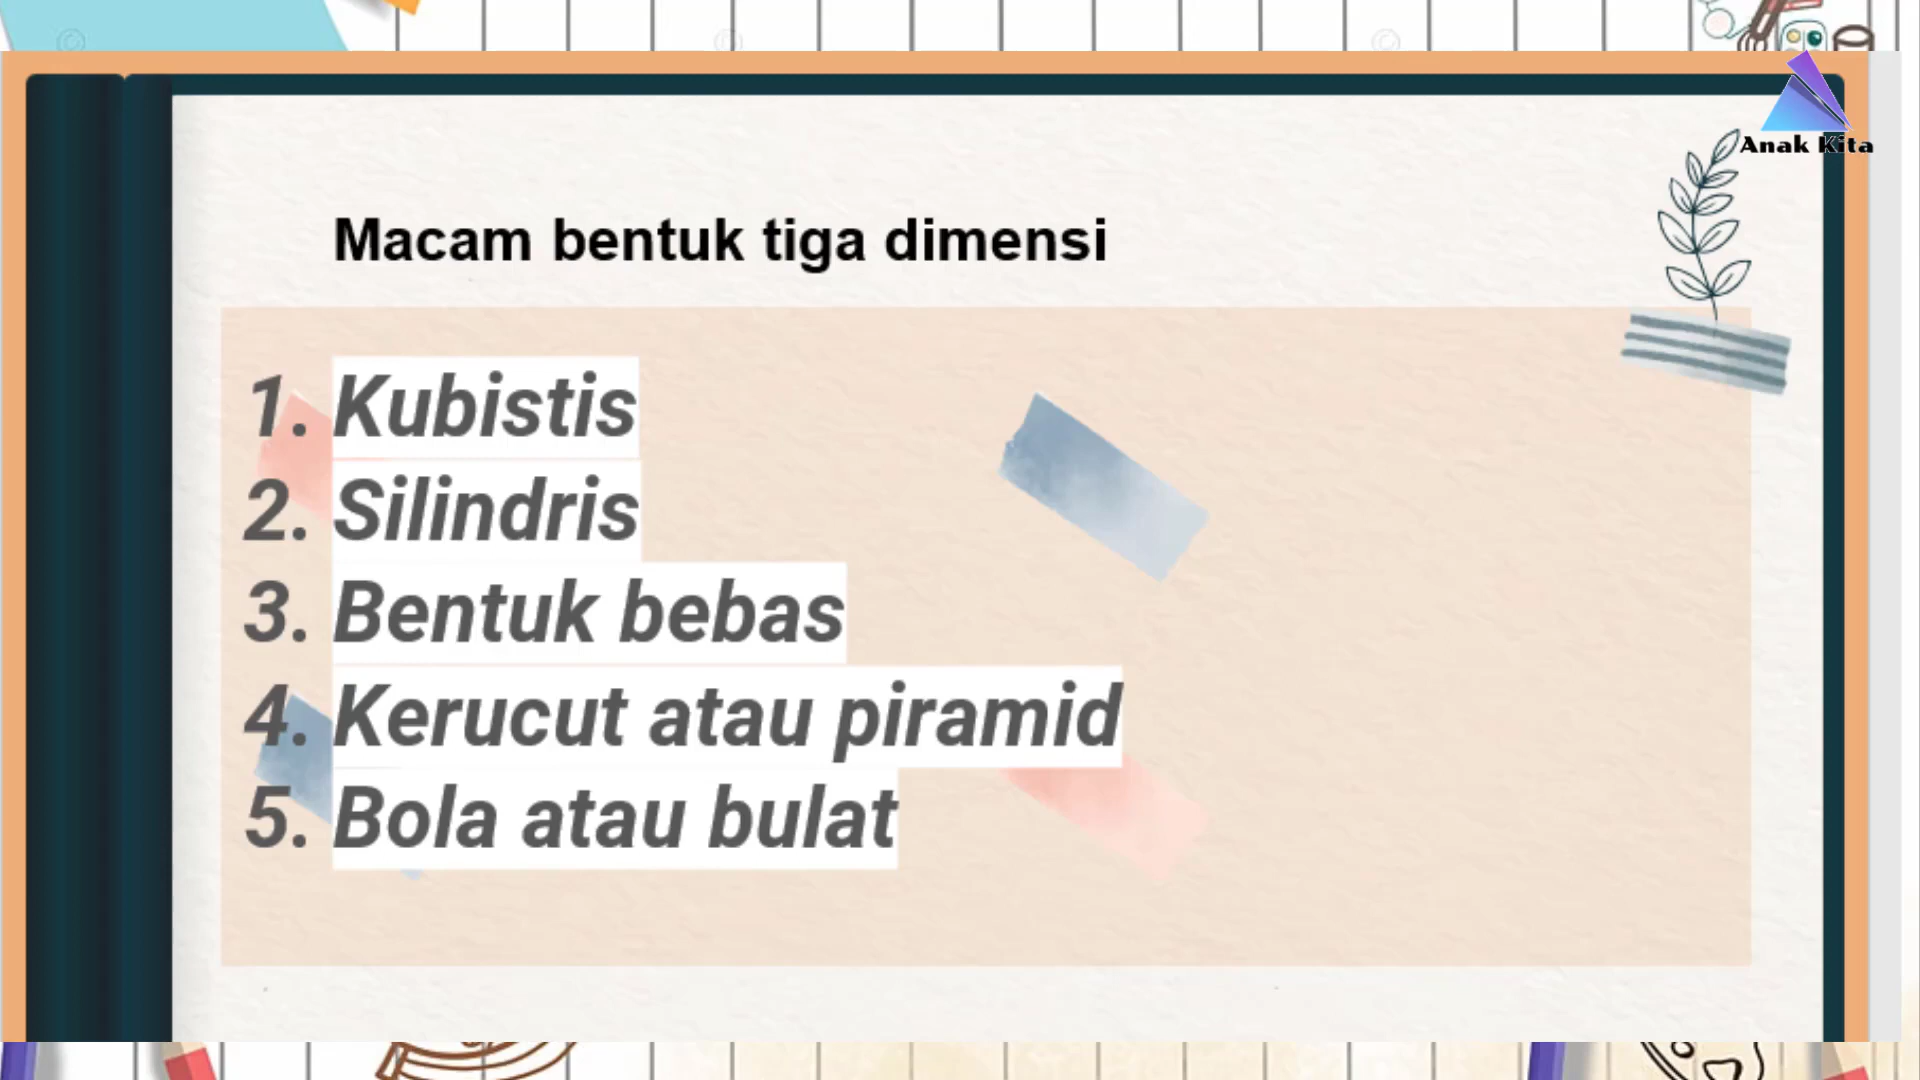 Anak Kita
Macam bentuk tiga dimensi
1. Kubistis
2. Silindris
3. Bentuk bebas
4. Kerucut atau piramid
5. Bola atau bulat